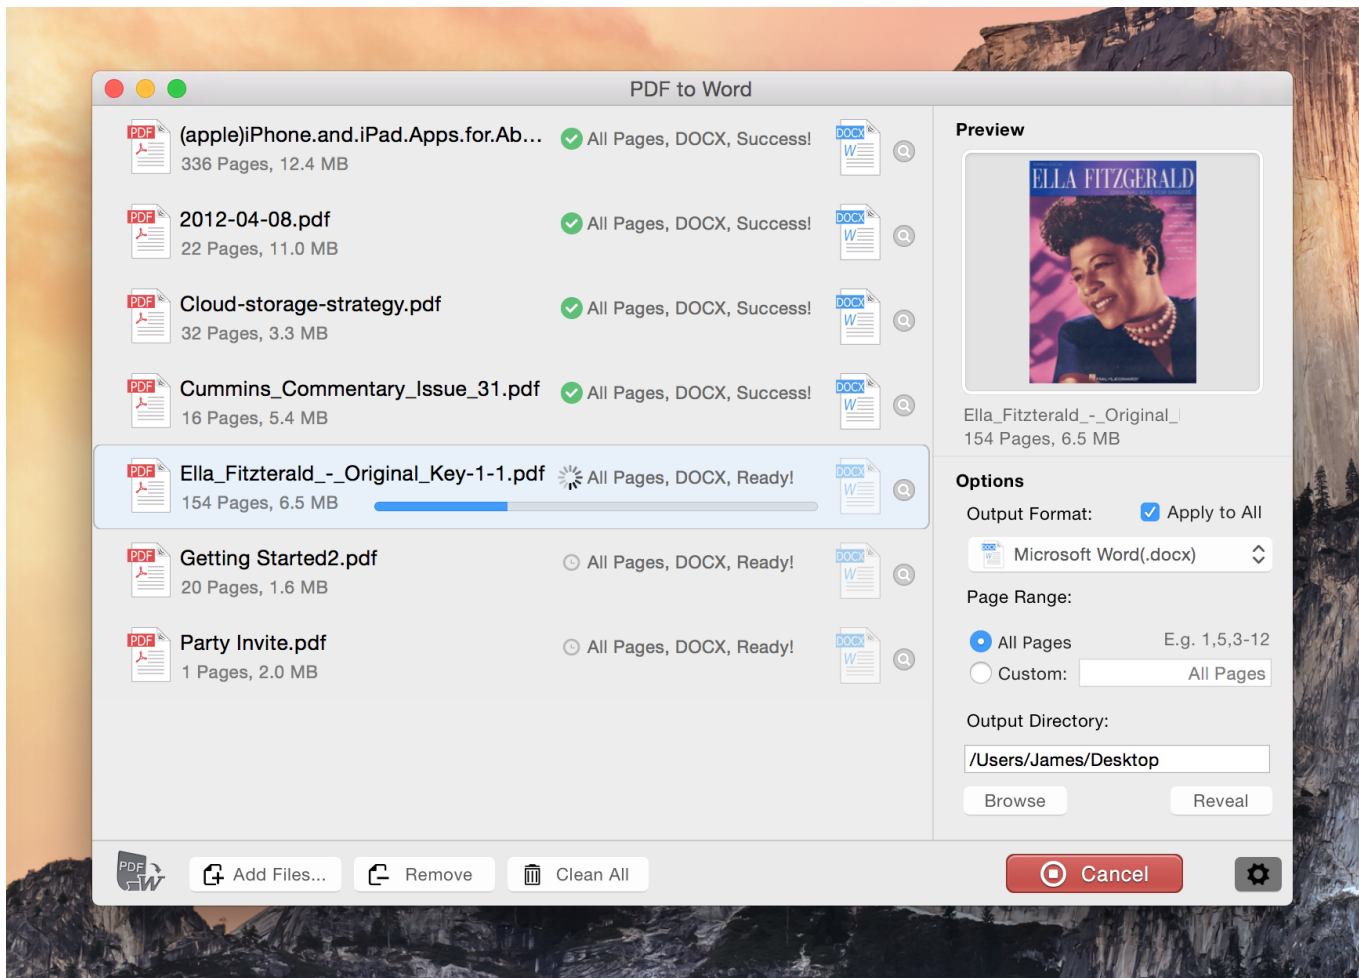 PDF to Word
PDF
(apple)iPhone.and.iPad.Apps.for.Ab...
336 Pages, 12.4 MB
All Pages, DOCX, Success!
DOCX
W
PDF
2012-04-08.pdf
22 Pages, 11.0 MB
All Pages, DOCX, Success!
DOCX
W
PDF
Cloud-storage-strategy.pdf
32 Pages, 3.3 MB
All Pages, DOCX, Success!
DOCX
W
PDF
Cummins_Commentary_Issue_31.pdf
16 Pages, 5.4 MB
All Pages, DOCX, Success!
DOCX
W
PDF
Ella_Fitzterald_-_Original_Key-1-1.pdf
154 Pages, 6.5 MB
All Pages, DOCX, Ready!
DOCX
W
PDF
Getting Started2.pdf
20 Pages, 1.6 MB
All Pages, DOCX, Ready!
DOCX
W
PDF
Party Invite.pdf
1 Pages, 2.0 MB
All Pages, DOCX, Ready!
DOCX
W
Preview
ELLA FITZGERALD
Ella_Fitzterald_-_Original_
154 Pages, 6.5 MB
Options
Output Format:
Apply to All
DOCX
Microsoft Word(.docx)
Page Range:
All Pages
E.g. 1,5,3-12
Custom:
All Pages
Output Directory:
/Users/James/Desktop
Browse
Reveal
PDF
W
Add Files...
Remove
Clean All
Cancel